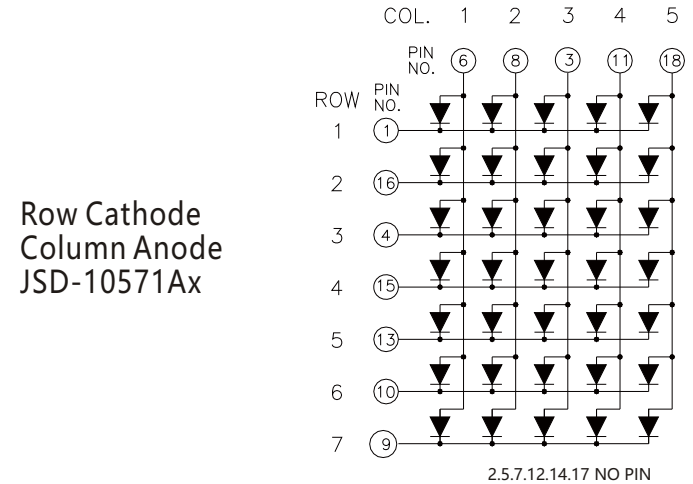 COL. 1 2 3 4 5
PIN
NO.
6 8 3 11 18
ROW
PIN
NO.
1 1
2 16
3 4
4 15
5 13
6 10
7 9
Row Cathode
Column Anode
JSD-10571Ax
2.5.7.12.14.17 NO PIN